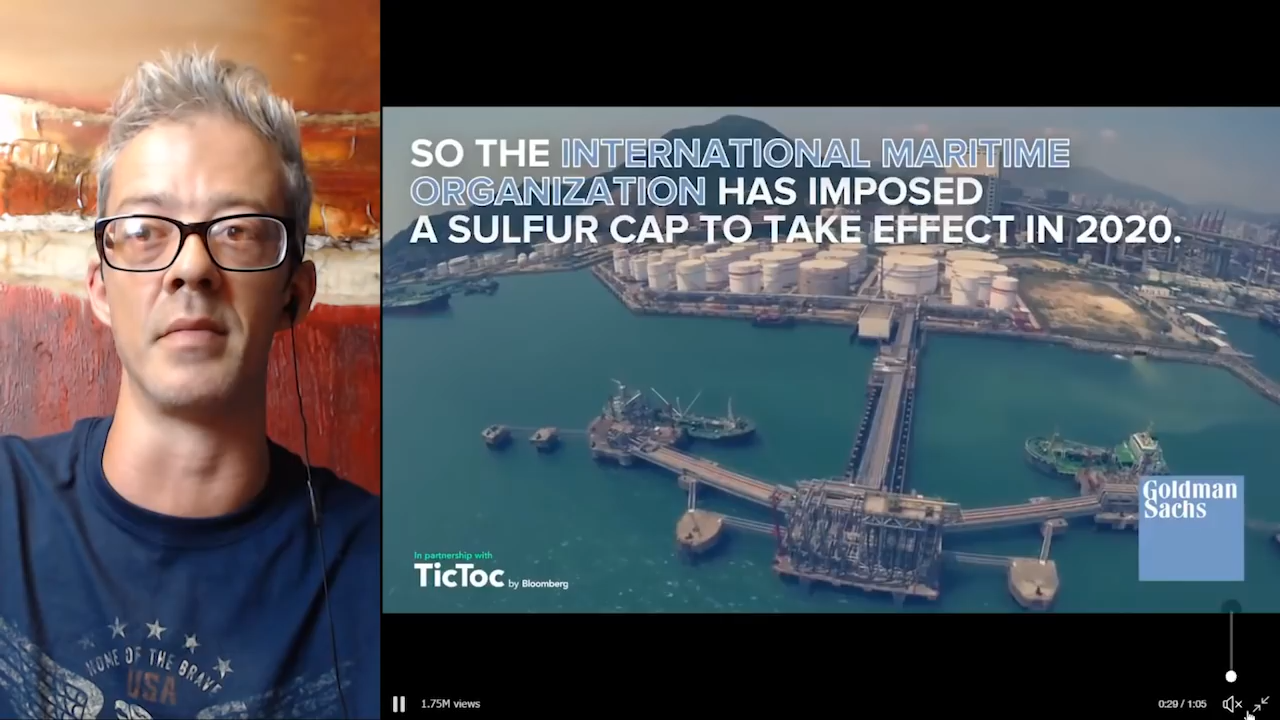 SO THE INTERNATIONAL MARITIME
ORGANIZATION HAS IMPOSED
A SULFUR CAP TO TAKE EFFECT IN 2020.
Goldman
Sachs
In partnership with
TicToc by Bloomberg
OF THE BRAVE
USA
1.75M views
0:29 / 1:05